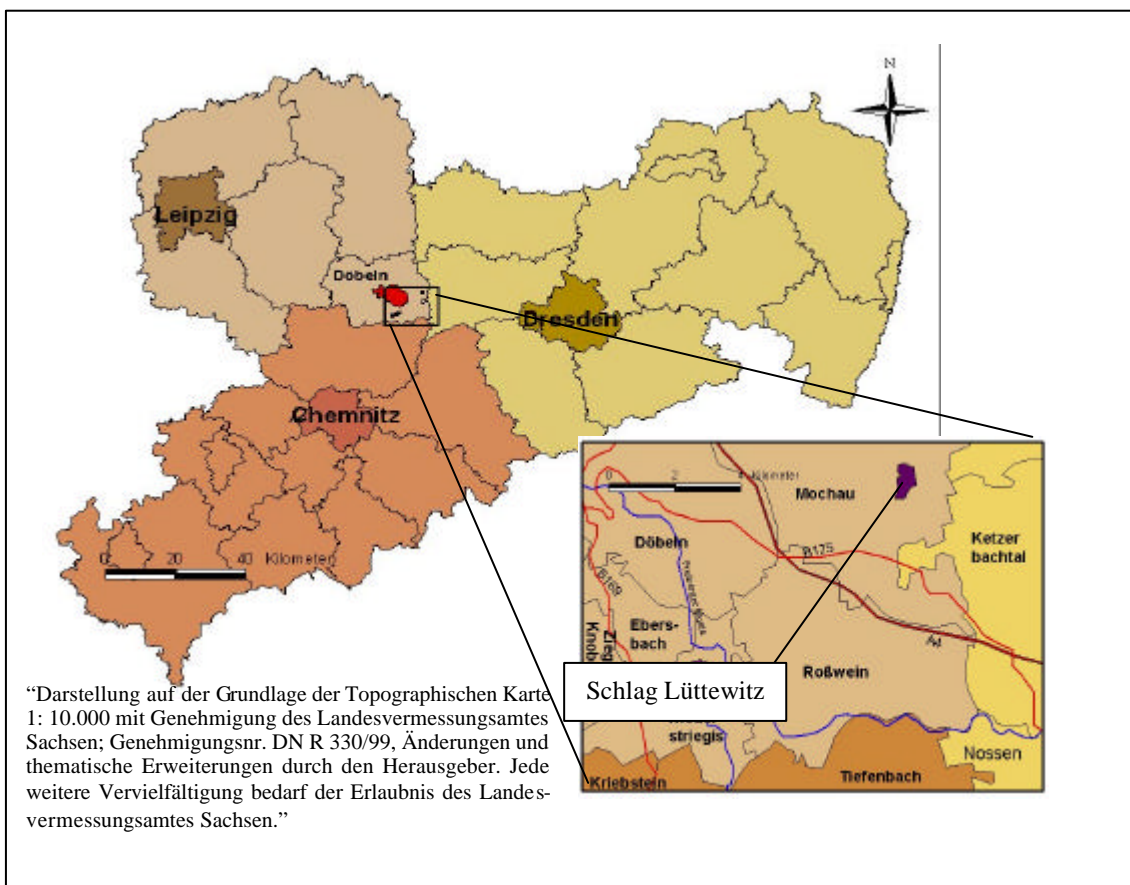 N
Leipzig
Döbeln
Dresden
Chemnitz
0 20 40 Kilometer
0 2 4 Kilometer
Mochau
Döbeln
B175
Ketzer
bachtal
B169
Ebers-
bach
A4
Roßwein
Schlag Lüttewitz
striegis
Nossen
Kriebstein
Tiefenbach
“Darstellung auf der Grundlage der Topographischen Karte
1: 10.000 mit Genehmigung des Landesvermessungsamtes
Sachsen; Genehmigungsnr. DN R 330/99, Änderungen und
thematische Erweiterungen durch den Herausgeber. Jede
weitere Vervielfältigung bedarf der Erlaubnis des Landes-
vermessungsamtes Sachsen.”